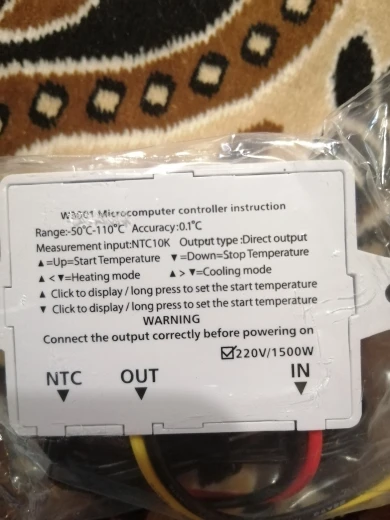 W3001 Microcomputer controller instruction
Range:-50℃-110℃ Accuracy:0.1℃
Measurement input:NTC10K Output type:Direct output
▲=Up=Start Temperature ▼=Down=Stop Temperature
▲<▼=Heating mode ▲>▼=Cooling mode
▲ Click to display / long press to set the start temperature
▼ Click to display / long press to set the start temperature
WARNING
Connect the output correctly before powering on
☑220V/1500W
NTC OUT IN
▼ ▼ ▼